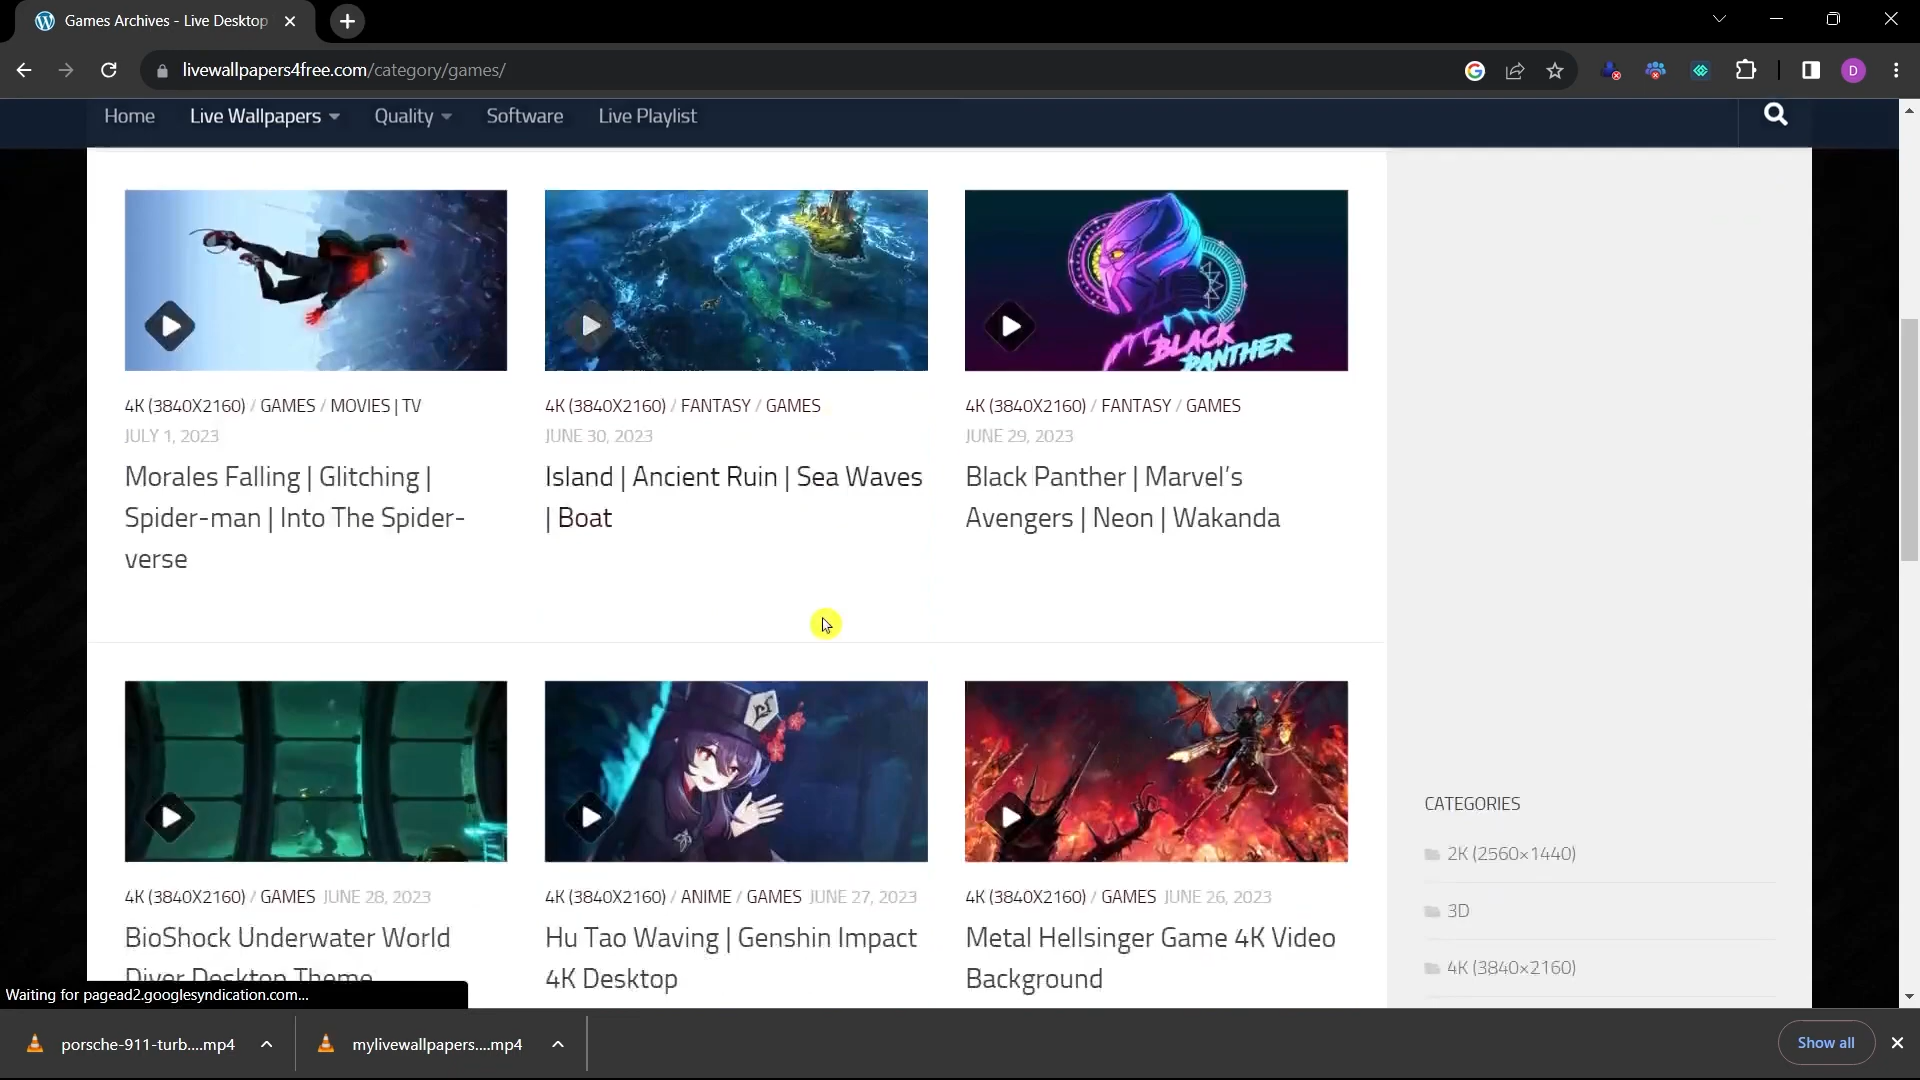 Games Archives - Live Desktop
livewallpapers4free.com/category/games/
D
Home Live Wallpapers Quality Software Live Playlist
BLACK
PANTHER
4K (3840X2160) / GAMES / MOVIES | TV
JULY 1, 2023
Morales Falling | Glitching |
Spider-man | Into The Spider-
verse
4K (3840X2160) / FANTASY / GAMES
JUNE 30, 2023
Island | Ancient Ruin | Sea Waves
| Boat
4K (3840X2160) / FANTASY / GAMES
JUNE 29, 2023
Black Panther | Marvel's
Avengers | Neon | Wakanda
4K (3840X2160) / GAMES JUNE 28, 2023
BioShock Underwater World
Diver Desktop Theme
4K (3840X2160) / ANIME / GAMES JUNE 27, 2023
Hu Tao Waving | Genshin Impact
4K Desktop
4K (3840X2160) / GAMES JUNE 26, 2023
Metal Hellsinger Game 4K Video
Background
CATEGORIES
2K (2560×1440)
3D
4K (3840×2160)
Waiting for pagead2.googlesyndication.com...
porsche-911-turb....mp4
mylivewallpapers....mp4
Show all